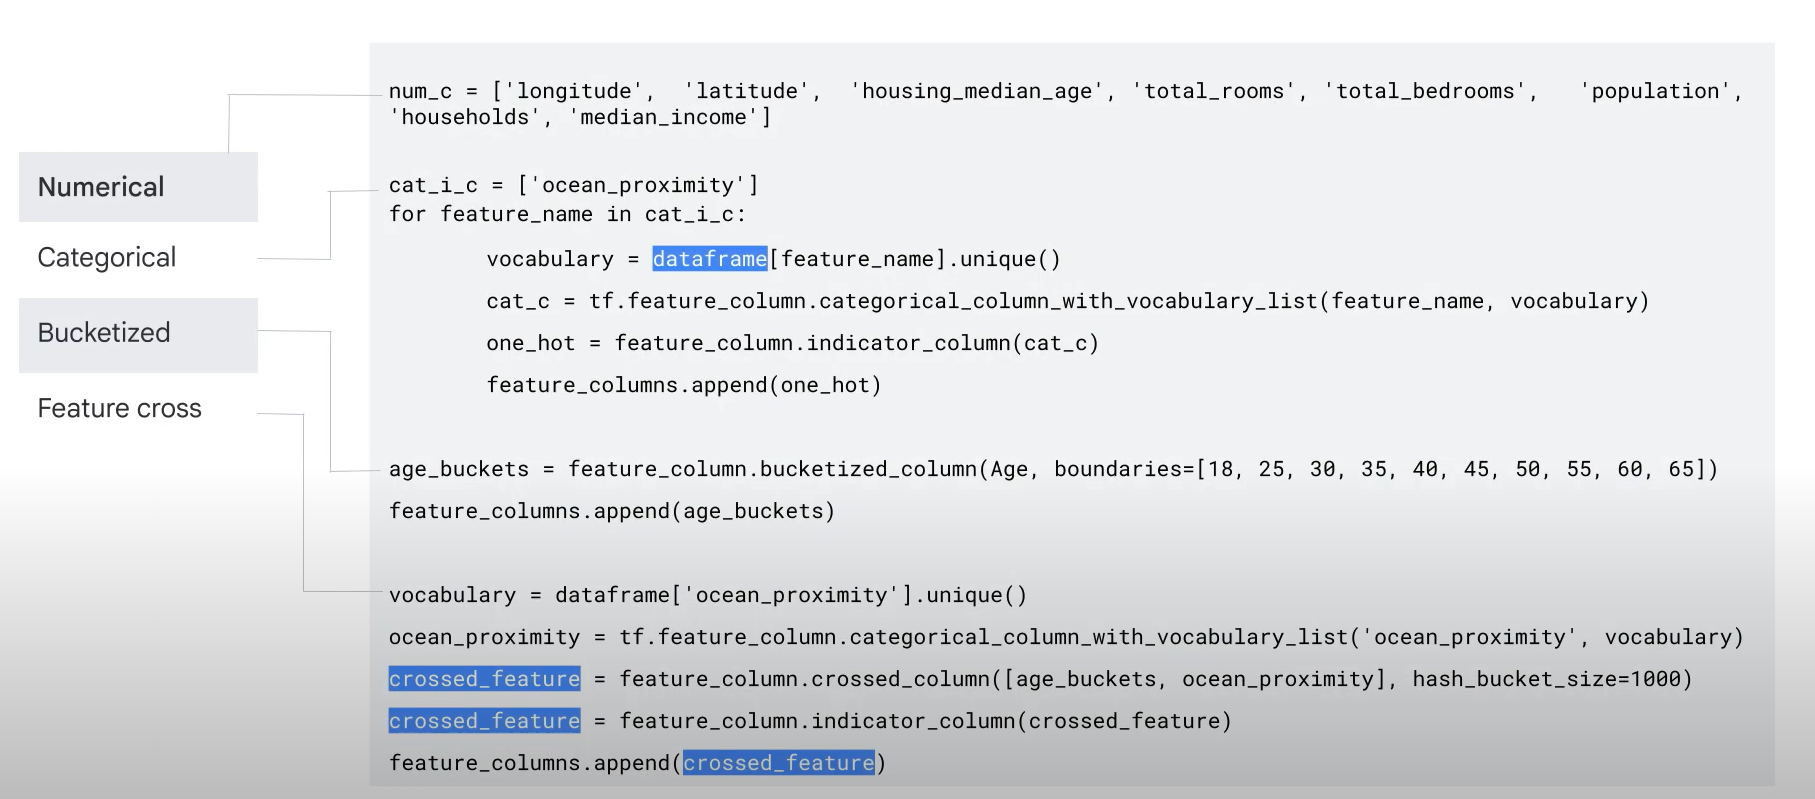 num_c = ['longitude', 'latitude', 'housing_median_age', 'total_rooms', 'total_bedrooms', 'population',
'households', 'median_income']
Numerical
cat_i_c = ['ocean_proximity']
for feature_name in cat_i_c:
Categorical
vocabulary = dataframe[feature_name].unique()
cat_c = tf.feature_column.categorical_column_with_vocabulary_list(feature_name, vocabulary)
Bucketized
one_hot = feature_column.indicator_column(cat_c)
feature_columns.append(one_hot)
Feature cross
age_buckets = feature_column.bucketized_column(Age, boundaries=[18, 25, 30, 35, 40, 45, 50, 55, 60, 65])
feature_columns.append(age_buckets)
vocabulary = dataframe['ocean_proximity'].unique()
ocean_proximity = tf.feature_column.categorical_column_with_vocabulary_list('ocean_proximity', vocabulary)
crossed_feature = feature_column.crossed_column([age_buckets, ocean_proximity], hash_bucket_size=1000)
crossed_feature = feature_column.indicator_column(crossed_feature)
feature_columns.append(crossed_feature)